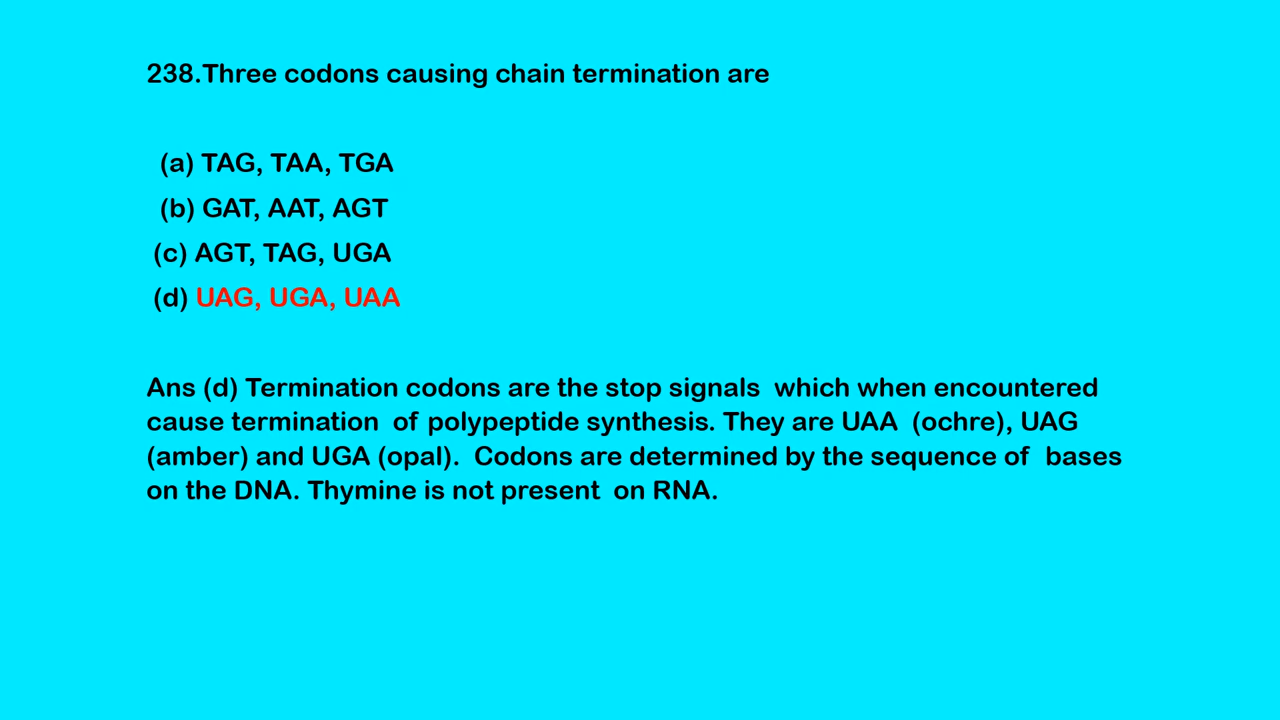 238.Three codons causing chain termination are
(a) TAG, TAA, TGA
(b) GAT, AAT, AGT
(c) AGT, TAG, UGA
(d) UAG, UGA, UAA
Ans (d) Termination codons are the stop signals  which when encountered
cause termination  of polypeptide synthesis. They are UAA  (ochre), UAG
(amber) and UGA (opal).  Codons are determined by the sequence of  bases
on the DNA. Thymine is not present  on RNA.